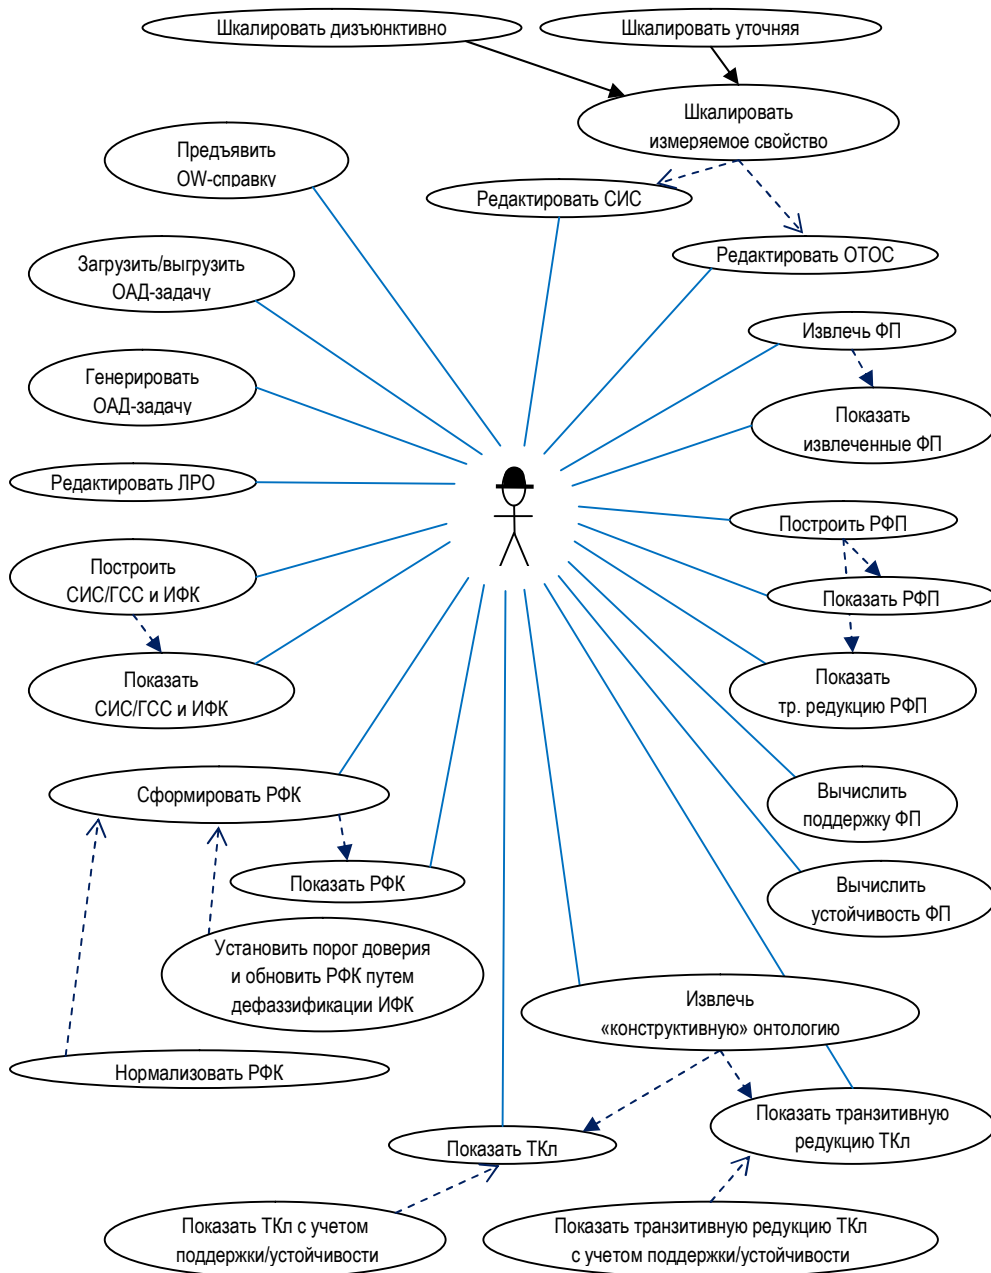 Шкалировать дизъюнктивно
Шкалировать уточняя
Шкалировать
измеряемое свойство
Предъявить
OW-справку
Редактировать СИС
Редактировать ОТОС
Загрузить/выгрузить
ОАД-задачу
Извлечь ФП
Генерировать
ОАД-задачу
Показать
извлеченные ФП
Редактировать ЛРО
Построить РФП
Построить
СИС/ГСС и ИФК
Показать РФП
Показать
СИС/ГСС и ИФК
Показать
тр. редукцию РФП
Сформировать РФК
Вычислить
поддержку ФП
Показать РФК
Вычислить
устойчивость ФП
Установить порог доверия
и обновить РФК путем
дефаззификации ИФК
Извлечь
«конструктивную» онтологию
Нормализовать РФК
Показать ТКл
Показать транзитивную
редукцию ТКл
Показать ТКл с учетом
поддержки/устойчивости
Показать транзитивную редукцию ТКл
с учетом поддержки/устойчивости